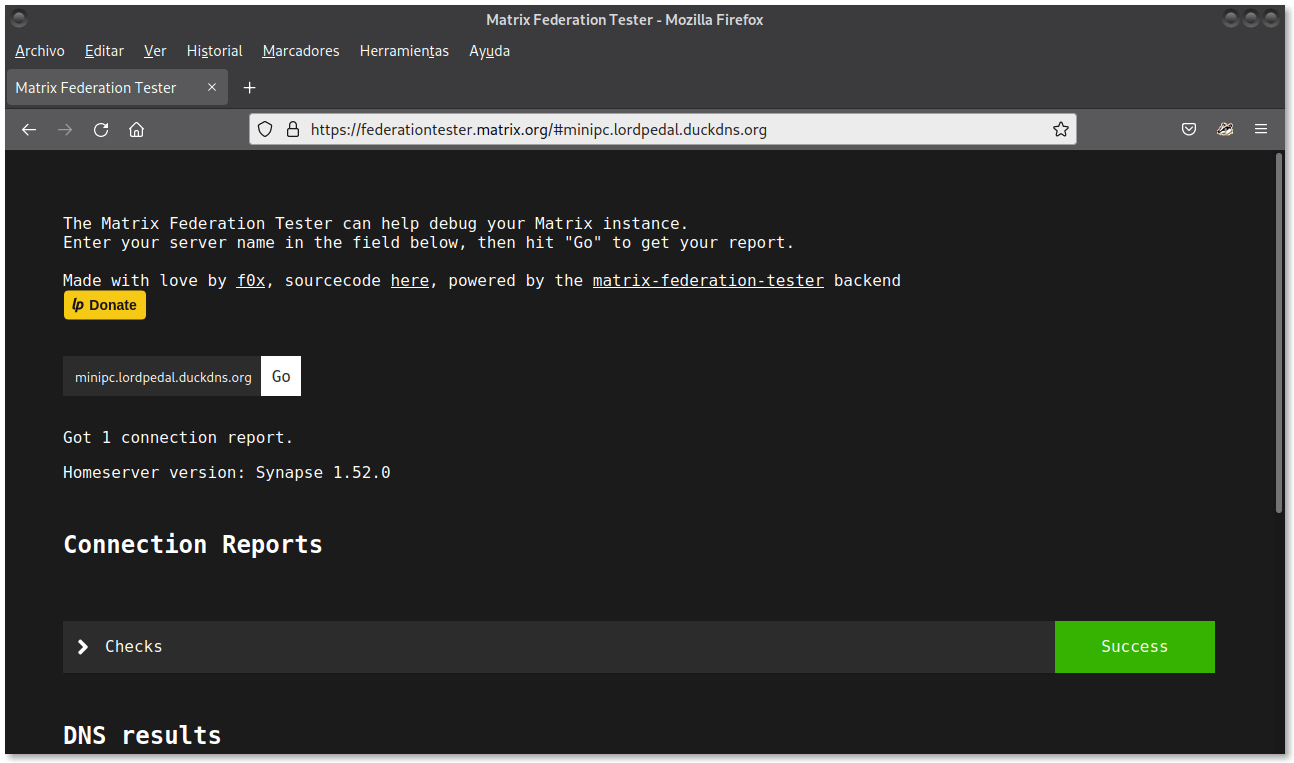 Matrix Federation Tester - Mozilla Firefox
Archivo Editar Ver Historial Marcadores Herramientas Ayuda
Matrix Federation Tester
https://federationtester.matrix.org/#minipc.lordpedal.duckdns.org
The Matrix Federation Tester can help debug your Matrix instance.
Enter your server name in the field below, then hit "Go" to get your report.
Made with love by f0x, sourcecode here, powered by the matrix-federation-tester backend
lp Donate
minipc.lordpedal.duckdns.org Go
Got 1 connection report.
Homeserver version: Synapse 1.52.0
Connection Reports
Checks Success
DNS results